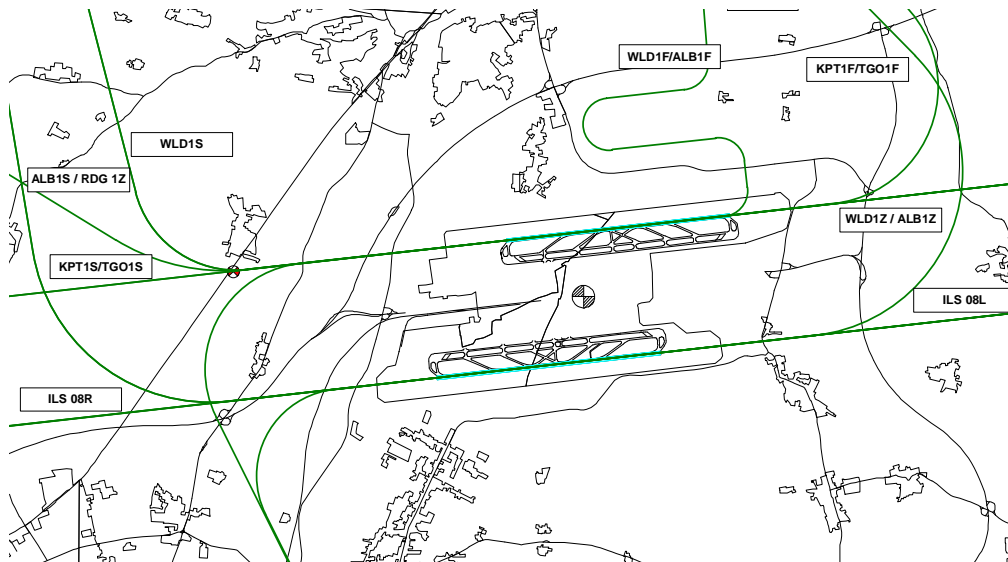 WLD1F/ALB1F
KPT1F/TGO1F
WLD1S
ALB1S / RDG 1Z
WLD1Z / ALB1Z
KPT1S/TGO1S
ILS 08L
ILS 08R